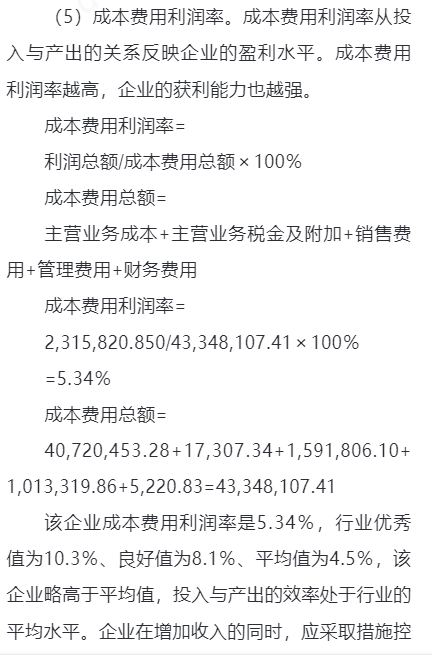 （5）成本费用利润率。成本费用利润率从投
入与产出的关系反映企业的盈利水平。成本费用
利润率越高，企业的获利能力也越强。
成本费用利润率=
利润总额/成本费用总额×100%
成本费用总额=
主营业务成本+主营业务税金及附加+销售费
用+管理费用+财务费用
成本费用利润率=
2,315,820.850/43,348,107.41×100%
=5.34%
成本费用总额=
40,720,453.28+17,307.34+1,591,806.10+
1,013,319.86+5,220.83=43,348,107.41
该企业成本费用利润率是5.34%，行业优秀
值为10.3%、良好值为8.1%、平均值为4.5%，该
企业略高于平均值，投入与产出的效率处于行业的
平均水平。企业在增加收入的同时，应采取措施控